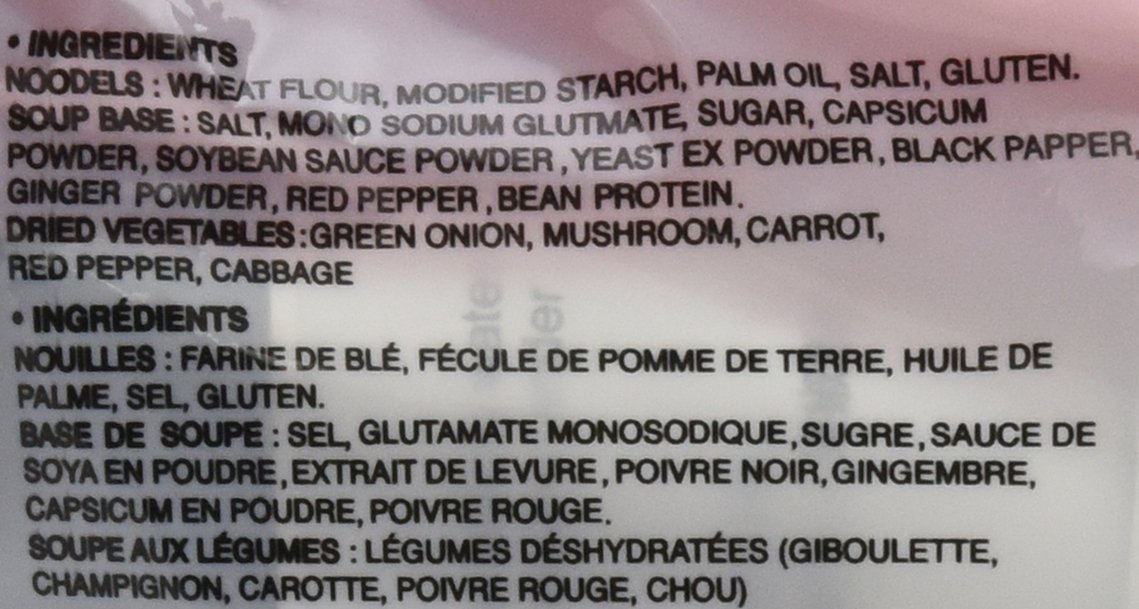 • INGREDIENTS
NOODELS : WHEAT FLOUR, MODIFIED STARCH, PALM OIL, SALT, GLUTEN.
SOUP BASE : SALT, MONO SODIUM GLUTMATE, SUGAR, CAPSICUM
POWDER, SOYBEAN SAUCE POWDER , YEAST EX POWDER , BLACK PAPPER,
GINGER POWDER, RED PEPPER , BEAN PROTEIN .
DRIED VEGETABLES : GREEN ONION, MUSHROOM, CARROT,
RED PEPPER, CABBAGE
• INGRÉDIENTS
NOUILLES : FARINE DE BLÉ, FÉCULE DE POMME DE TERRE, HUILE DE
PALME, SEL, GLUTEN.
BASE DE SOUPE : SEL, GLUTAMATE MONOSODIQUE , SUGRE , SAUCE DE
SOYA EN POUDRE , EXTRAIT DE LEVURE , POIVRE NOIR, GINGEMBRE,
CAPSICUM EN POUDRE, POIVRE ROUGE.
SOUPE AUX LÉGUMES : LÉGUMES DÉSHYDRATÉES (GIBOULETTE,
CHAMPIGNON, CAROTTE, POIVRE ROUGE, CHOU)